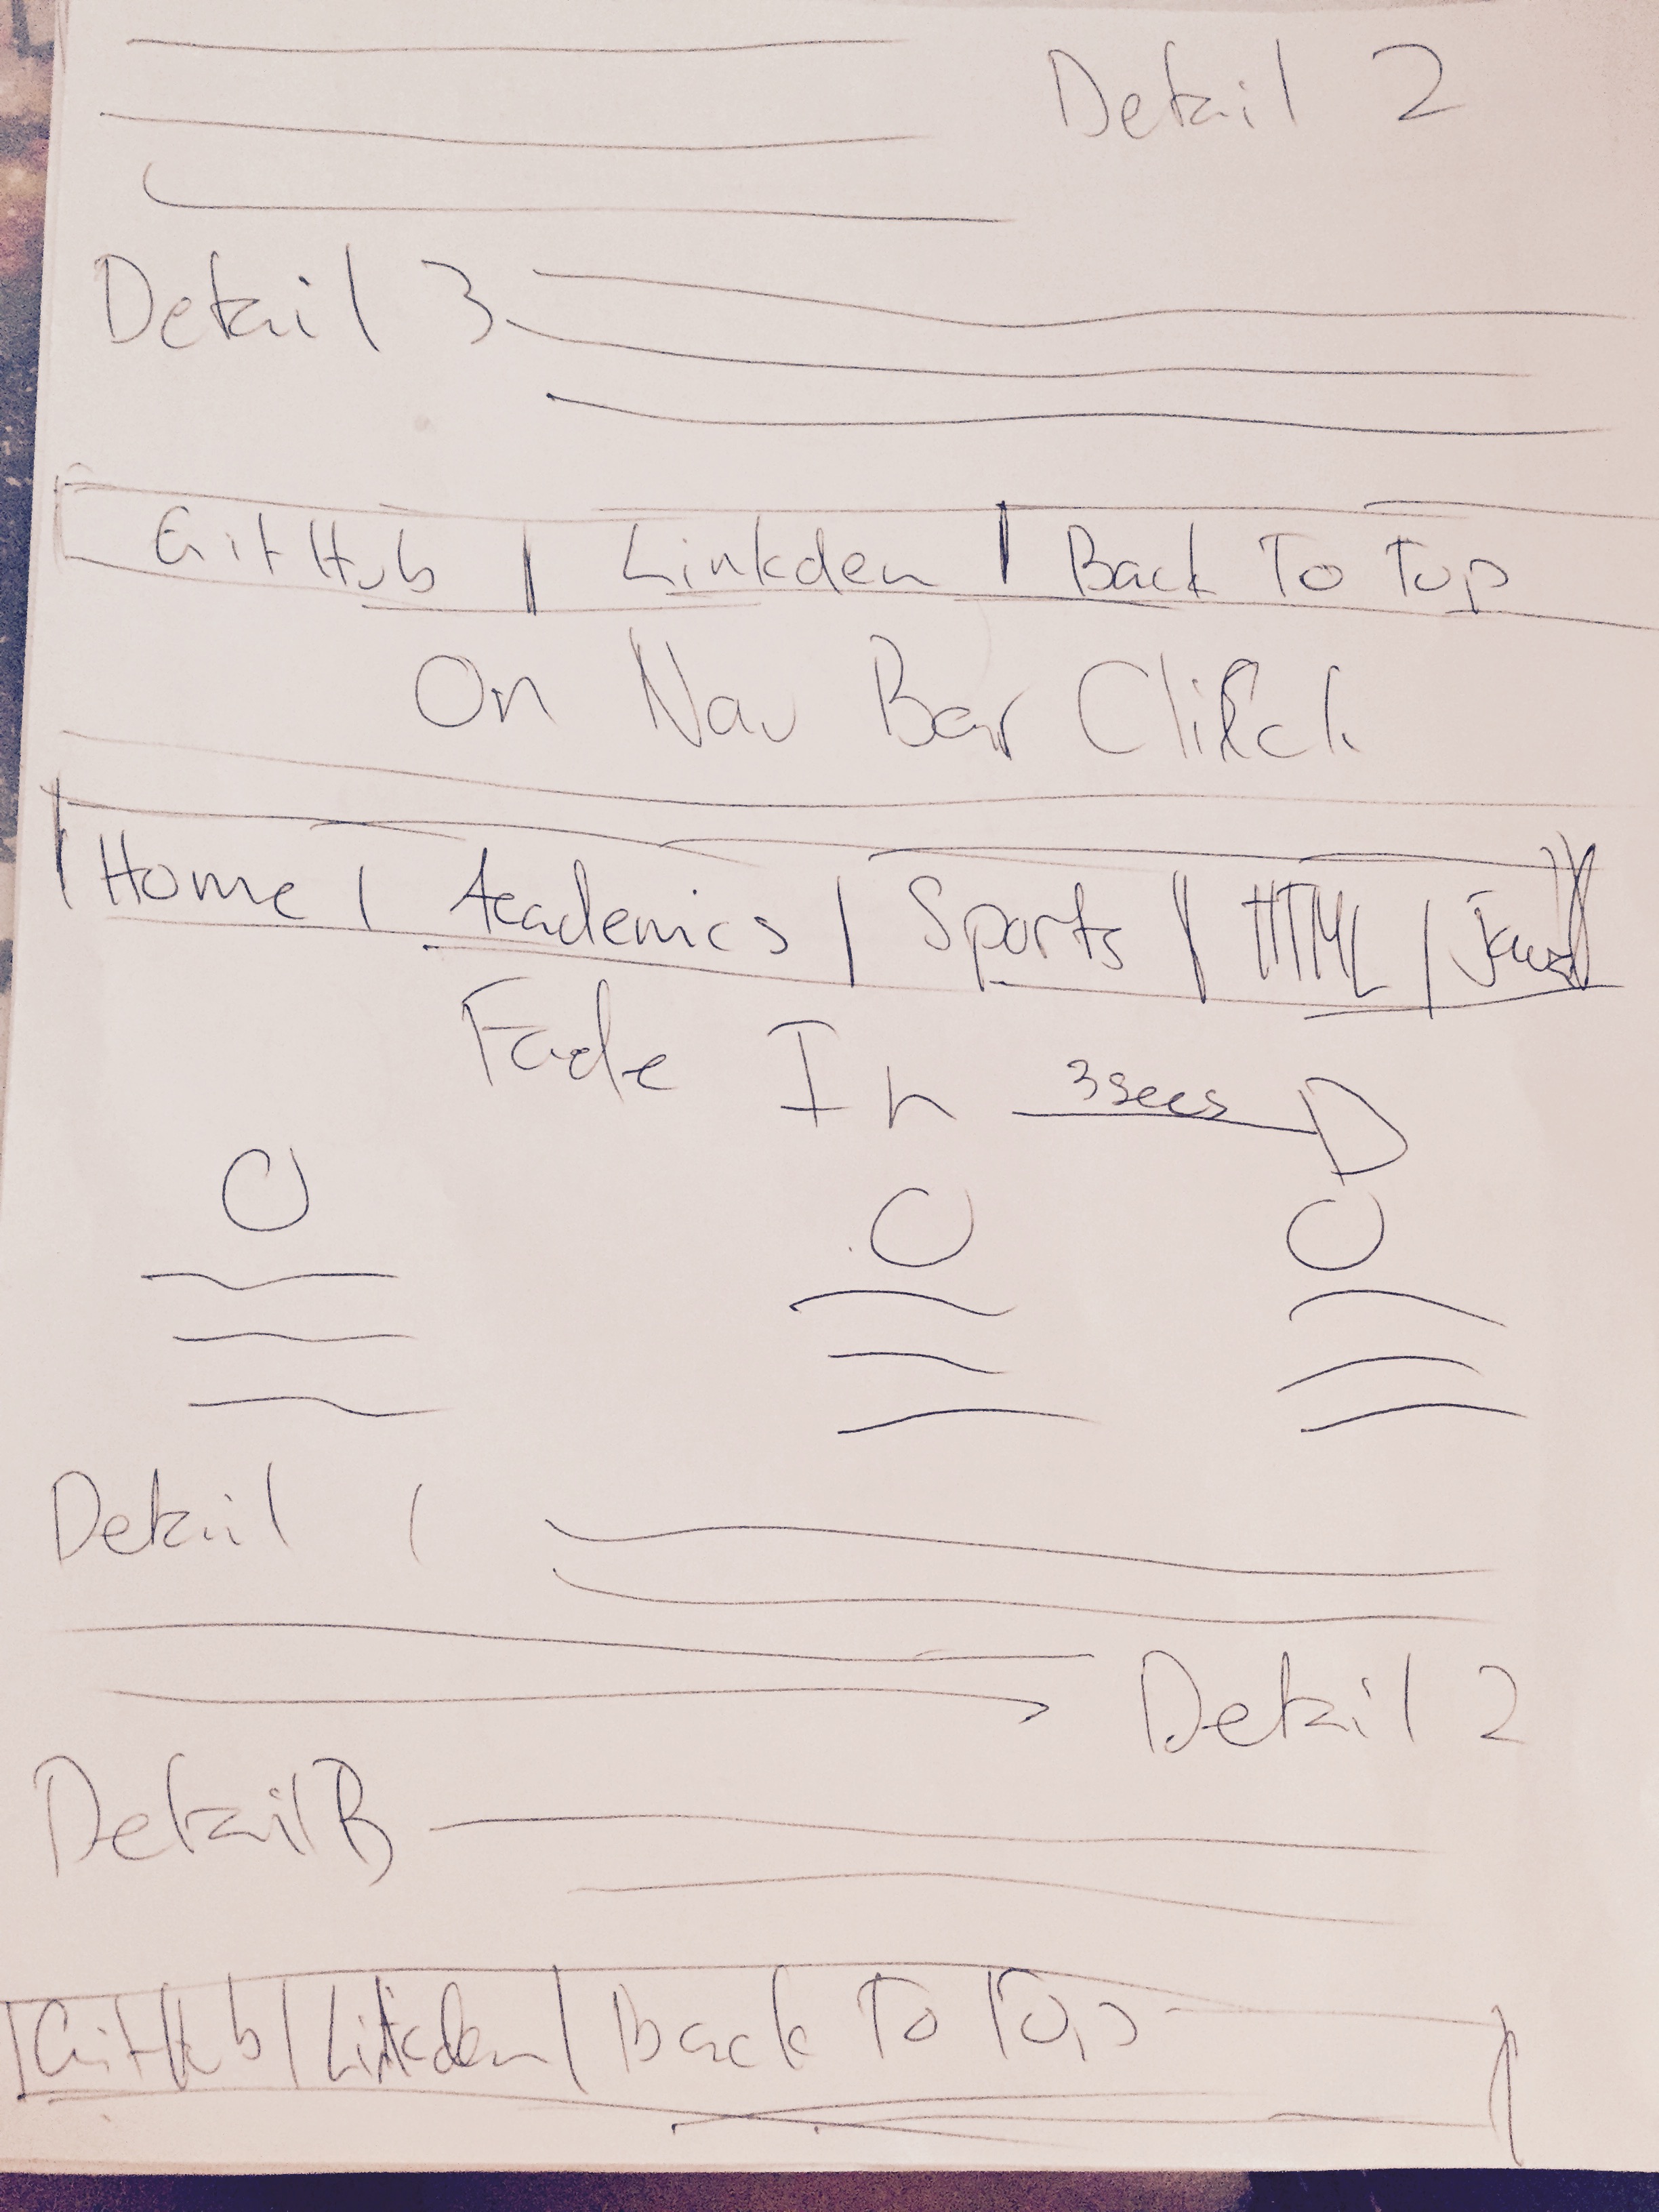 Detail 2
Detail 3
GitHub | Linkden | Back To Top
On Nav Bar Click
Home | Academics | Sports | HTML |
Fade In 3secs
Detail 1
Detail 2
Detail 3
GitHub | Linkden | Back To Top